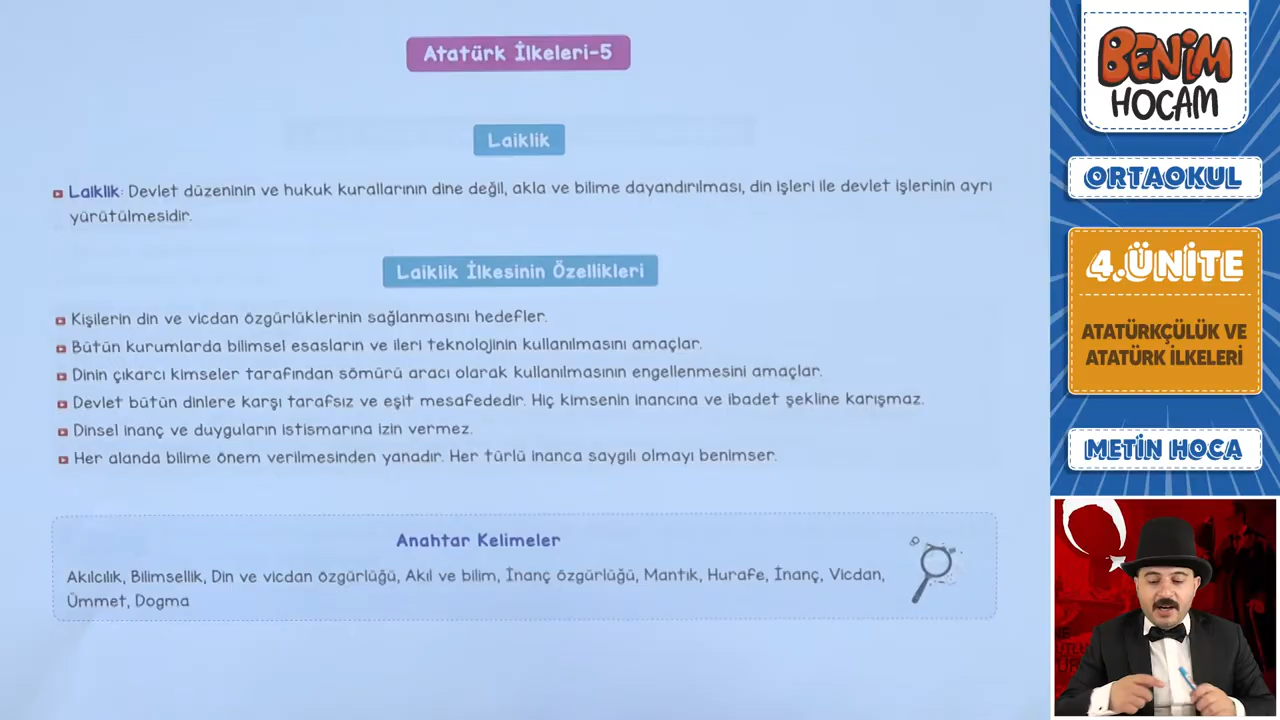 Atatürk İlkeleri-5
Laiklik
Laiklik: Devlet düzeninin ve hukuk kurallarının dine değil, akla ve bilime dayandırılması, din işleri ile devlet işlerinin ayrı
yürütülmesidir.
Laiklik İlkesinin Özellikleri
Kişilerin din ve vicdan özgürlüklerinin sağlanmasını hedefler.
Bütün kurumlarda bilimsel esasların ve ileri teknolojinin kullanılmasını amaçlar.
Dinin çıkarcı kimseler tarafından sömürü aracı olarak kullanılmasının engellenmesini amaçlar.
Devlet bütün dinlere karşı tarafsız ve eşit mesafededir. Hiç kimsenin inancına ve ibadet şekline karışmaz.
Dinsel inanç ve duyguların istismarına izin vermez.
Her alanda bilime önem verilmesinden yanadır. Her türlü inanca saygılı olmayı benimser.
Anahtar Kelimeler
Akılcılık, Bilimsellik, Din ve vicdan özgürlüğü, Akıl ve bilim, İnanç özgürlüğü, Mantık, Hurafe, İnanç, Vicdan,
Ümmet, Dogma
BENİM
HOCAM
ORTAOKUL
4.ÜNİTE
ATATÜRKÇÜLÜK VE
ATATÜRK İLKELERİ
METİN HOCA